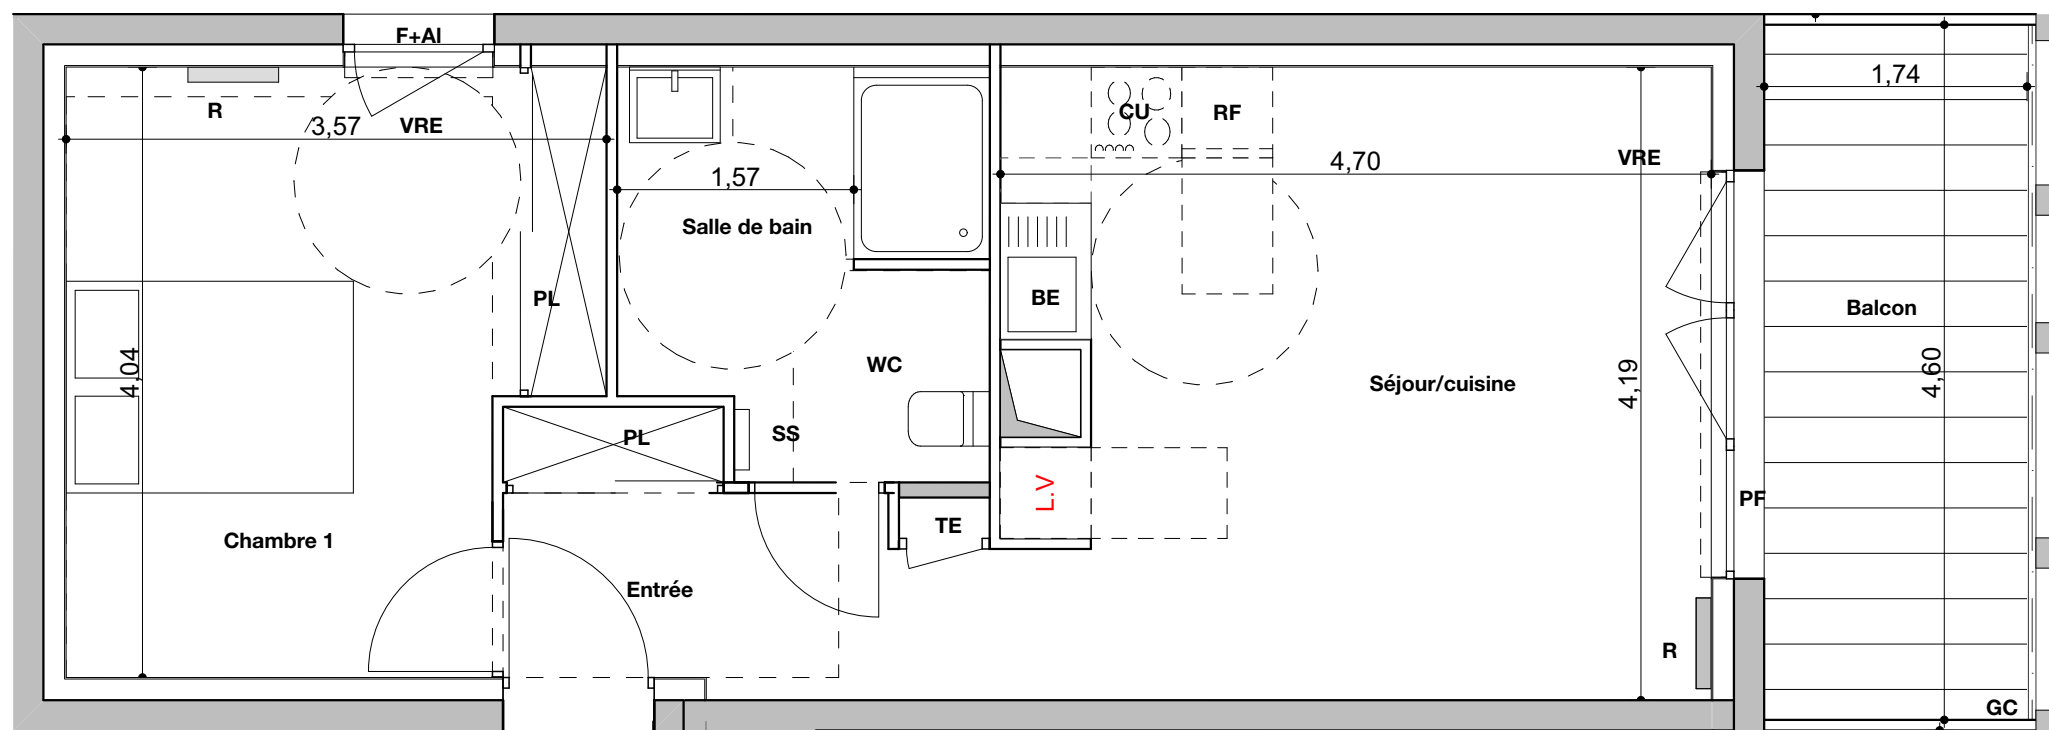 F+Al
1,74
R
CU
RF
3,57
VRE
VRE
4,70
1,57
Salle de bain
PL
BE
Balcon
WC
4,04
4,19
4,60
Séjour/cuisine
PL
SS
L.V
PF
TE
Chambre 1
Entrée
R
GC